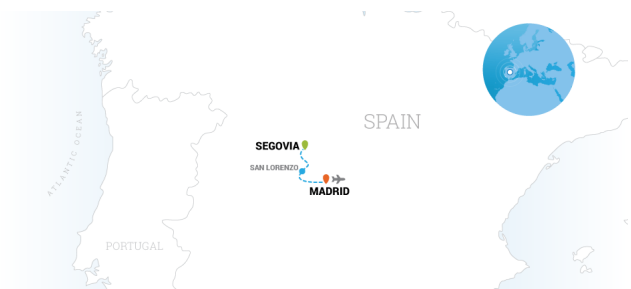 SPAIN
SEGOVIA
SAN LORENZO
MADRID
ATLANTIC OCEAN
PORTUGAL